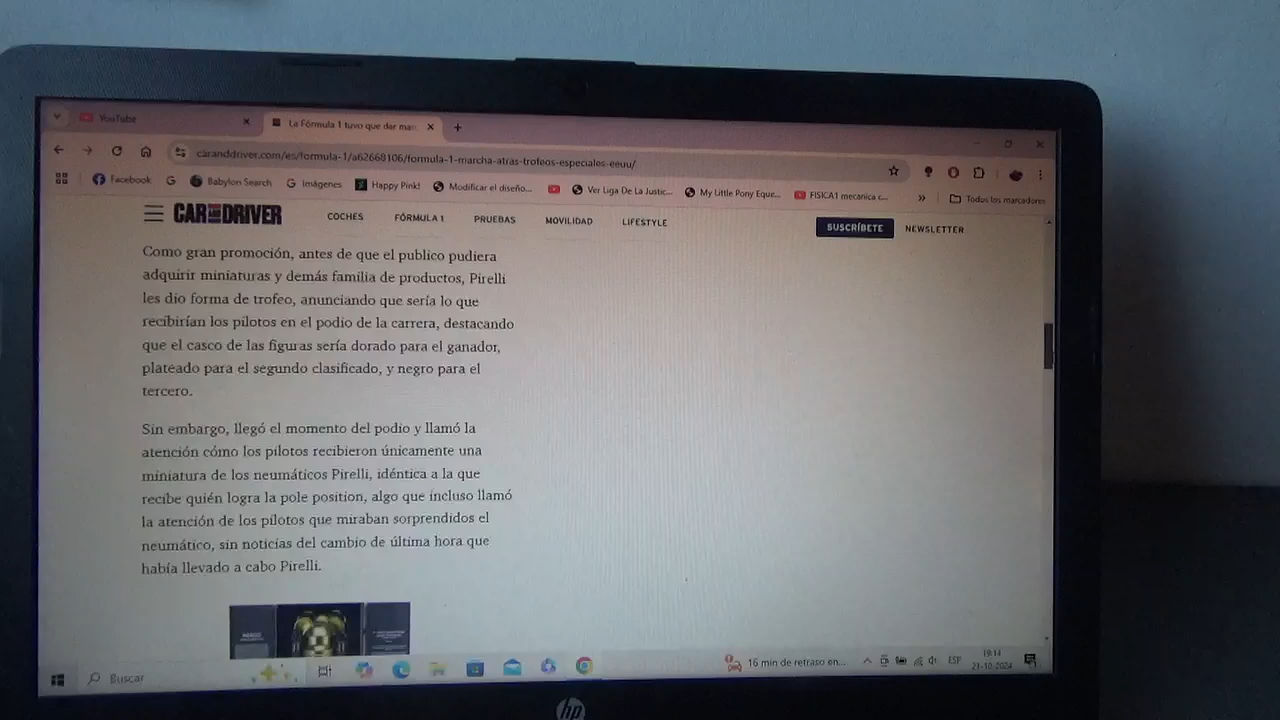 YouTube
La Fórmula 1 tuvo que dar mar
caranddriver.com/es/formula-1/a62668106/formula-1-marcha-atras-trofeos-especiales-eeuu/
Facebook
Babylon Search
Imágenes
Happy Pink!
Modificar el diseño...
Ver Liga De La Justic...
My Little Pony Eque...
FISICA1 mecanica c...
»
Todos los marcadores
CAR AND DRIVER
COCHES
FÓRMULA 1
PRUEBAS
MOVILIDAD
LIFESTYLE
SUSCRÍBETE
NEWSLETTER
Como gran promoción, antes de que el publico pudiera
adquirir miniaturas y demás familia de productos, Pirelli
les dio forma de trofeo, anunciando que sería lo que
recibirían los pilotos en el podio de la carrera, destacando
que el casco de las figuras sería dorado para el ganador,
plateado para el segundo clasificado, y negro para el
tercero.
Sin embargo, llegó el momento del podio y llamó la
atención cómo los pilotos recibieron únicamente una
miniatura de los neumáticos Pirelli, idéntica a la que
recibe quién logra la pole position, algo que incluso llamó
la atención de los pilotos que miraban sorprendidos el
neumático, sin noticias del cambio de última hora que
había llevado a cabo Pirelli.
Buscar
16 min de retraso en...
ESP
19:14
21-10-2024
hp